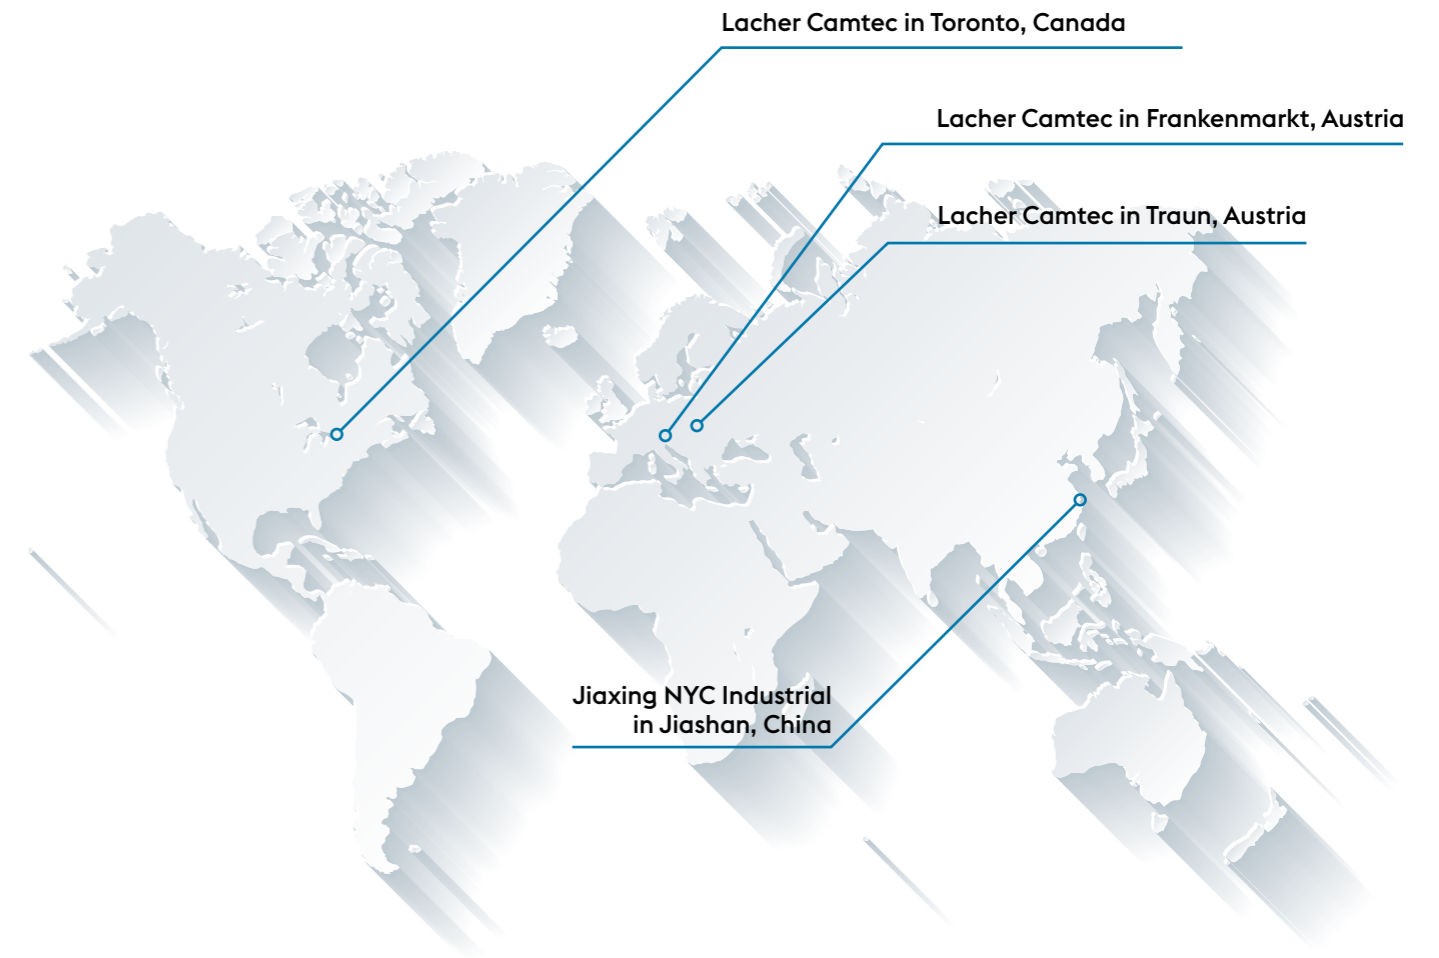 Lacher Camtec in Toronto, Canada
Lacher Camtec in Frankenmarkt, Austria
Lacher Camtec in Traun, Austria
Jiaxing NYC Industrial
in Jiashan, China